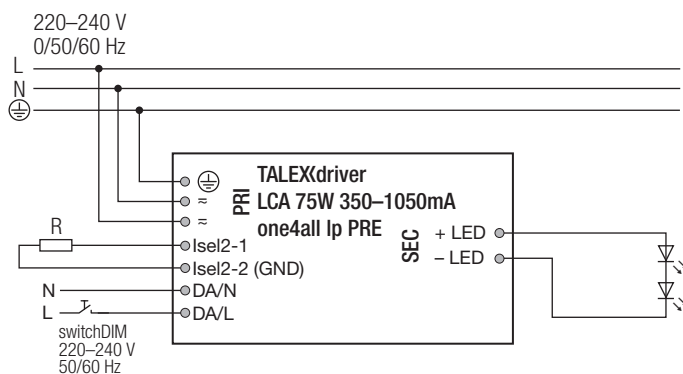 220–240 V
0/50/60 Hz
L
N
TALEXXdriver
LCA 75W 350–1050mA
one4all lp PRE
PRI
SEC
+ LED
– LED
R
Isel2-1
Isel2-2 (GND)
N
DA/N
L
DA/L
switchDIM
220–240 V
50/60 Hz